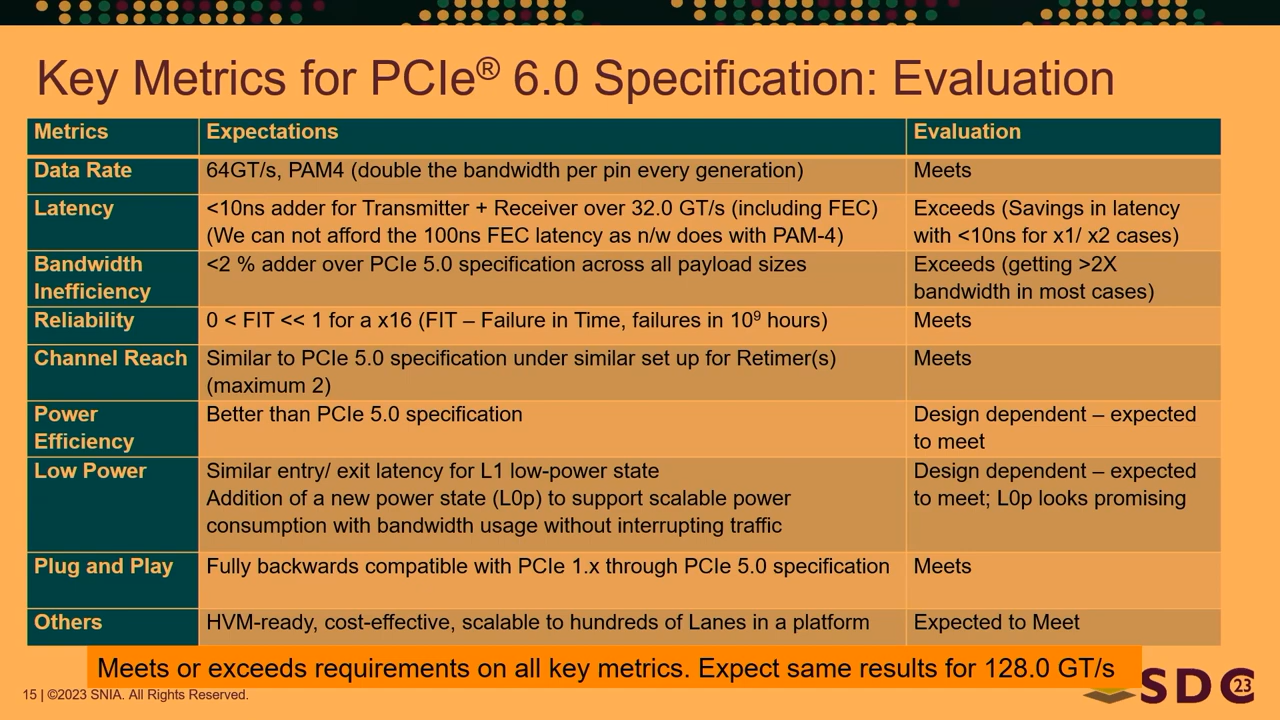 Key Metrics for PCIe® 6.0 Specification: Evaluation
Metrics
Expectations
Evaluation
Data Rate
64GT/s, PAM4 (double the bandwidth per pin every generation)
Meets
Latency
<10ns adder for Transmitter + Receiver over 32.0 GT/s (including FEC)
(We can not afford the 100ns FEC latency as n/w does with PAM-4)
Exceeds (Savings in latency
with <10ns for x1/ x2 cases)
Bandwidth
Inefficiency
<2 % adder over PCIe 5.0 specification across all payload sizes
Exceeds (getting >2X
bandwidth in most cases)
Reliability
0 < FIT << 1 for a x16 (FIT – Failure in Time, failures in 10⁹ hours)
Meets
Channel Reach
Similar to PCIe 5.0 specification under similar set up for Retimer(s)
(maximum 2)
Meets
Power
Efficiency
Better than PCIe 5.0 specification
Design dependent – expected
to meet
Low Power
Similar entry/ exit latency for L1 low-power state
Addition of a new power state (L0p) to support scalable power
consumption with bandwidth usage without interrupting traffic
Design dependent – expected
to meet; L0p looks promising
Plug and Play
Fully backwards compatible with PCIe 1.x through PCIe 5.0 specification
Meets
Others
HVM-ready, cost-effective, scalable to hundreds of Lanes in a platform
Expected to Meet
Meets or exceeds requirements on all key metrics. Expect same results for 128.0 GT/s
15 | ©2023 SNIA. All Rights Reserved.
SDC 23